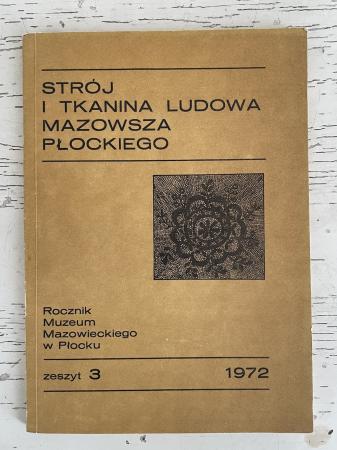 STRÓJ
I TKANINA LUDOWA
MAZOWSZA
PŁOCKIEGO
Rocznik
Muzeum
Mazowieckiego
w Płocku
zeszyt 3 1972